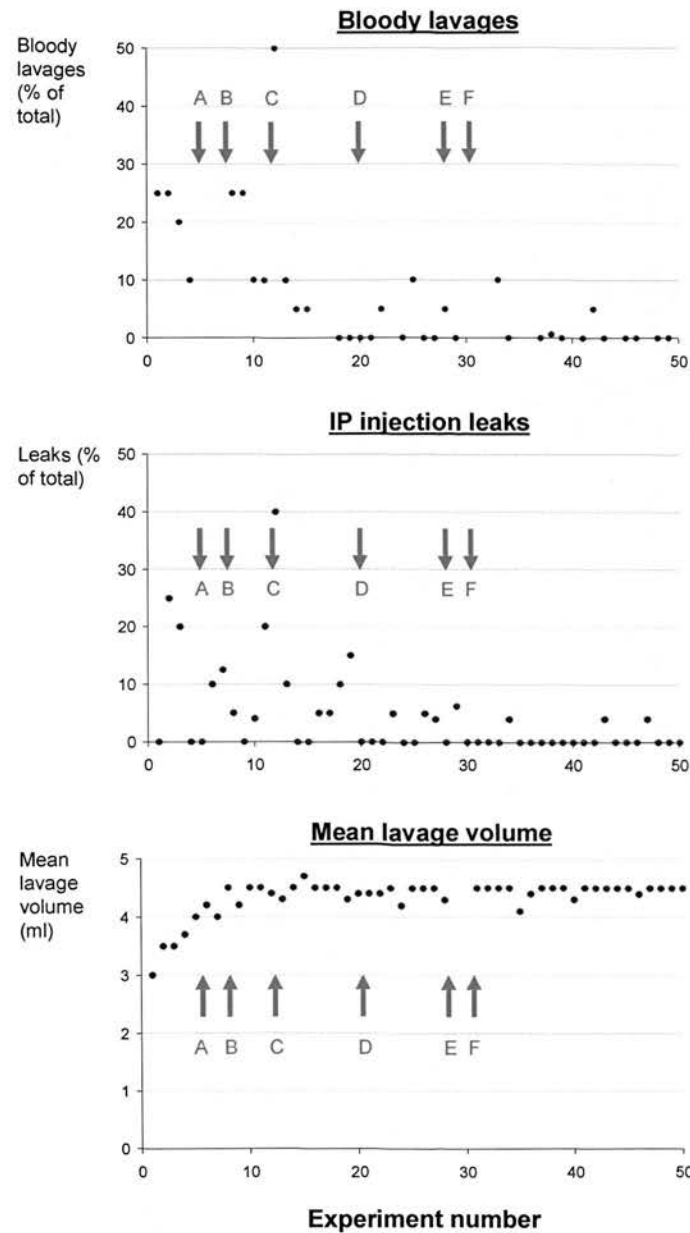 Bloody lavages
Bloody
lavages
(% of
total)
50
40
30
20
10
0
A B C D E F
0 10 20 30 40 50
IP injection leaks
Leaks (%
of total)
50
40
30
20
10
0
A B C D E F
0 10 20 30 40 50
Mean lavage volume
Mean
lavage
volume
(ml)
5
4
3
2
1
0
A B C D E F
0 10 20 30 40 50
Experiment number